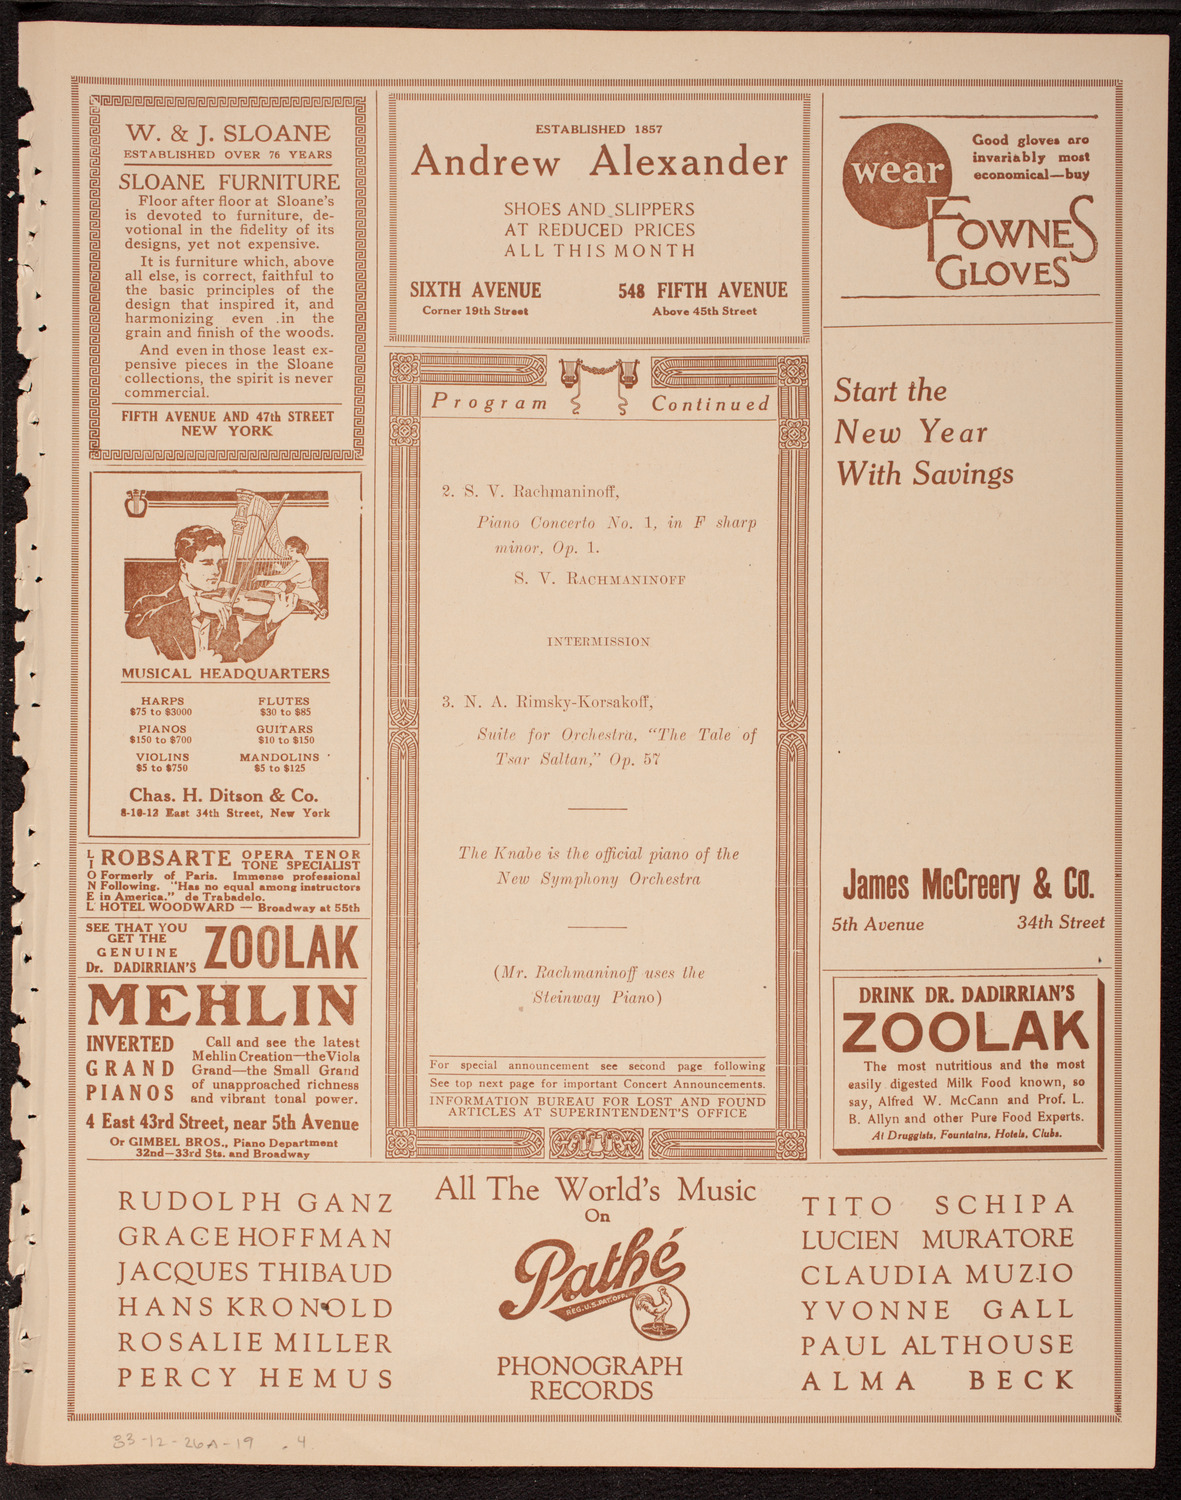 W. & J. SLOANE
ESTABLISHED OVER 76 YEARS
SLOANE FURNITURE
Floor after floor at Sloane's
is devoted to furniture, de-
votional in the fidelity of its
designs, yet not expensive.
It is furniture which, above
all else, is correct, faithful to
the basic principles of the
design that inspired it, and
harmonizing even in the
grain and finish of the woods.
And even in those least ex-
pensive pieces in the Sloane
collections, the spirit is never
commercial.
FIFTH AVENUE AND 47th STREET
NEW YORK
MUSICAL HEADQUARTERS
HARPS
$75 to $3000
FLUTES
$30 to $85
PIANOS
$150 to $700
GUITARS
$10 to $150
VIOLINS
$5 to $750
MANDOLINS
$5 to $125
Chas. H. Ditson & Co.
8-10-12 East 34th Street, New York
LIONEL
ROBSARTE OPERA TENOR
TONE SPECIALIST
Formerly of Paris. Immense professional
Following. "Has no equal among instructors
in America." de Trabadelo.
HOTEL WOODWARD — Broadway at 55th
SEE THAT YOU
GET THE
GENUINE
Dr. DADIRRIAN'S
ZOOLAK
MEHLIN
INVERTED
GRAND
PIANOS
Call and see the latest
Mehlin Creation—the Viola
Grand—the Small Grand
of unapproached richness
and vibrant tonal power.
4 East 43rd Street, near 5th Avenue
Or GIMBEL BROS., Piano Department
32nd—33rd Sts. and Broadway
ESTABLISHED 1857
Andrew Alexander
SHOES AND SLIPPERS
AT REDUCED PRICES
ALL THIS MONTH
SIXTH AVENUE
Corner 19th Street
548 FIFTH AVENUE
Above 45th Street
Program Continued
2. S. V. Rachmaninoff,
Piano Concerto No. 1, in F sharp
minor, Op. 1.
S. V. RACHMANINOFF
INTERMISSION
3. N. A. Rimsky-Korsakoff,
Suite for Orchestra, "The Tale of
Tsar Saltan," Op. 57
The Knabe is the official piano of the
New Symphony Orchestra
(Mr. Rachmaninoff uses the
Steinway Piano)
For special announcement see second page following
See top next page for important Concert Announcements.
INFORMATION BUREAU FOR LOST AND FOUND
ARTICLES AT SUPERINTENDENT'S OFFICE
wear
Good gloves are
invariably most
economical—buy
FOWNES
GLOVES
Start the
New Year
With Savings
James McCreery & Co.
5th Avenue 34th Street
DRINK DR. DADIRRIAN'S
ZOOLAK
The most nutritious and the most
easily digested Milk Food known, so
say, Alfred W. McCann and Prof. L.
B. Allyn and other Pure Food Experts.
At Druggists, Fountains, Hotels, Clubs.
RUDOLPH GANZ
GRACE HOFFMAN
JACQUES THIBAUD
HANS KRONOLD
ROSALIE MILLER
PERCY HEMUS
All The World's Music
On
Pathé
REG. U.S. PAT. OFF.
PHONOGRAPH
RECORDS
TITO SCHIPA
LUCIEN MURATORE
CLAUDIA MUZIO
YVONNE GALL
PAUL ALTHOUSE
ALMA BECK
33-12-26A-19 .4